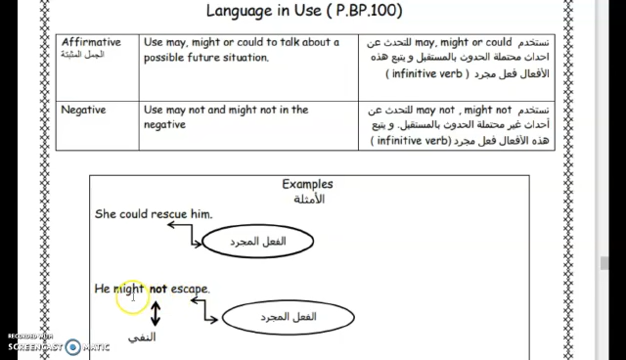 Language in Use ( P.BP.100)
Affirmative
الجمل المثبتة
Use may, might or could to talk about a
possible future situation.
نستخدم may, might or could للتحدث عن
احداث محتملة الحدوث بالمستقبل و يتبع هذه
الأفعال فعل مجرد ( infinitive verb )
Negative
Use may not and might not in the
negative
نستخدم may not , might not للتحدث عن
أحداث غير محتملة الحدوث بالمستقبل. و يتبع
هذه الأفعال فعل مجرد (infinitive verb )
Examples
الأمثلة
She could rescue him.
الفعل المجرد
He might not escape.
الفعل المجرد
النفي
RECORDED WITH
SCREENCAST MATIC